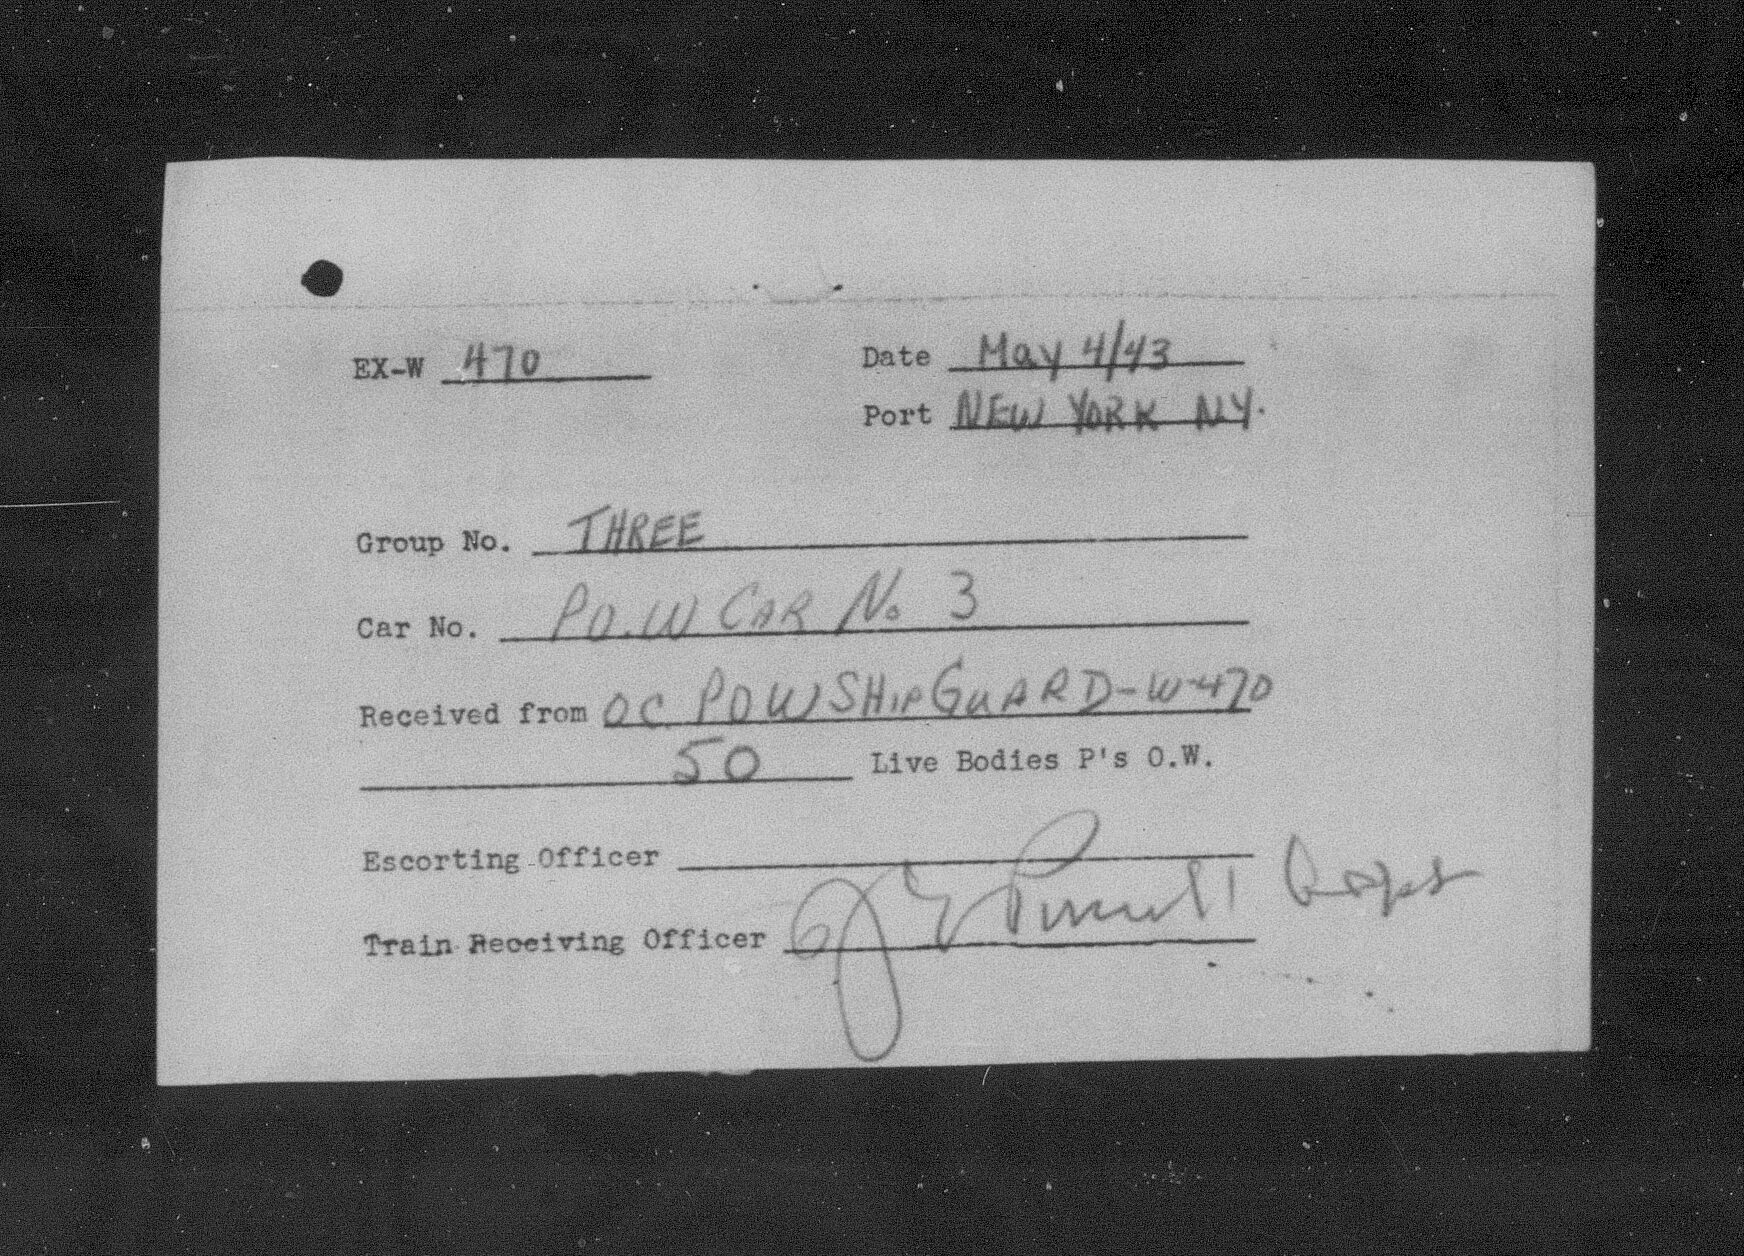 EX-W 470
Date May 4/43
Port NEW YORK NY.
Group No. THREE
Car No. P.O.W CAR No 3
Received from OC POW SHIP GUARD-W-470
50 Live Bodies P's O.W.
Escorting Officer
Train Receiving Officer
Capt